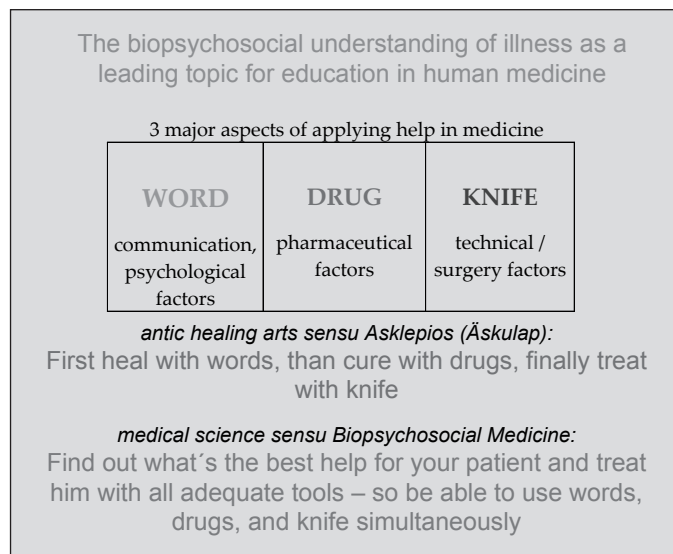 The biopsychosocial understanding of illness as a
leading topic for education in human medicine
3 major aspects of applying help in medicine
WORD
communication,
psychological
factors
DRUG
pharmaceutical
factors
KNIFE
technical /
surgery factors
antic healing arts sensu Asklepios (Äskulap):
First heal with words, than cure with drugs, finally treat
with knife
medical science sensu Biopsychosocial Medicine:
Find out what´s the best help for your patient and treat
him with all adequate tools – so be able to use words,
drugs, and knife simultaneously